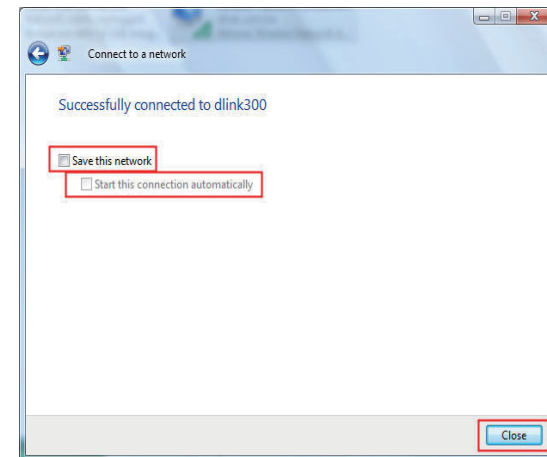 Connect to a network
Successfully connected to dlink300
Save this network
Start this connection automatically
Close